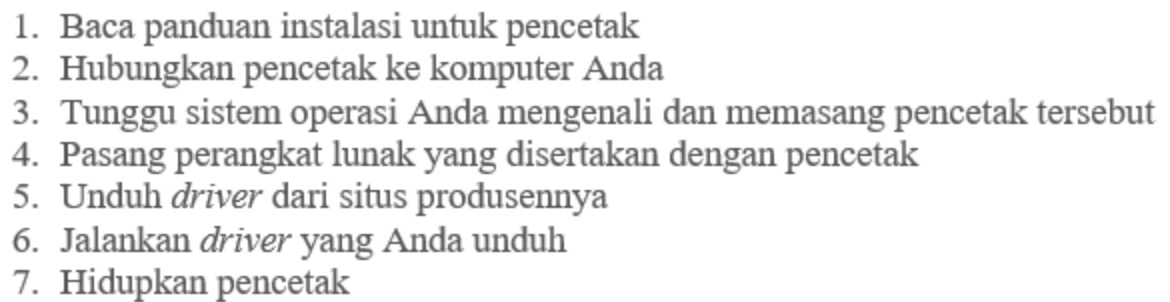 1. Baca panduan instalasi untuk pencetak
2. Hubungkan pencetak ke komputer Anda
3. Tunggu sistem operasi Anda mengenali dan memasang pencetak tersebut
4. Pasang perangkat lunak yang disertakan dengan pencetak
5. Unduh driver dari situs produsennya
6. Jalankan driver yang Anda unduh
7. Hidupkan pencetak